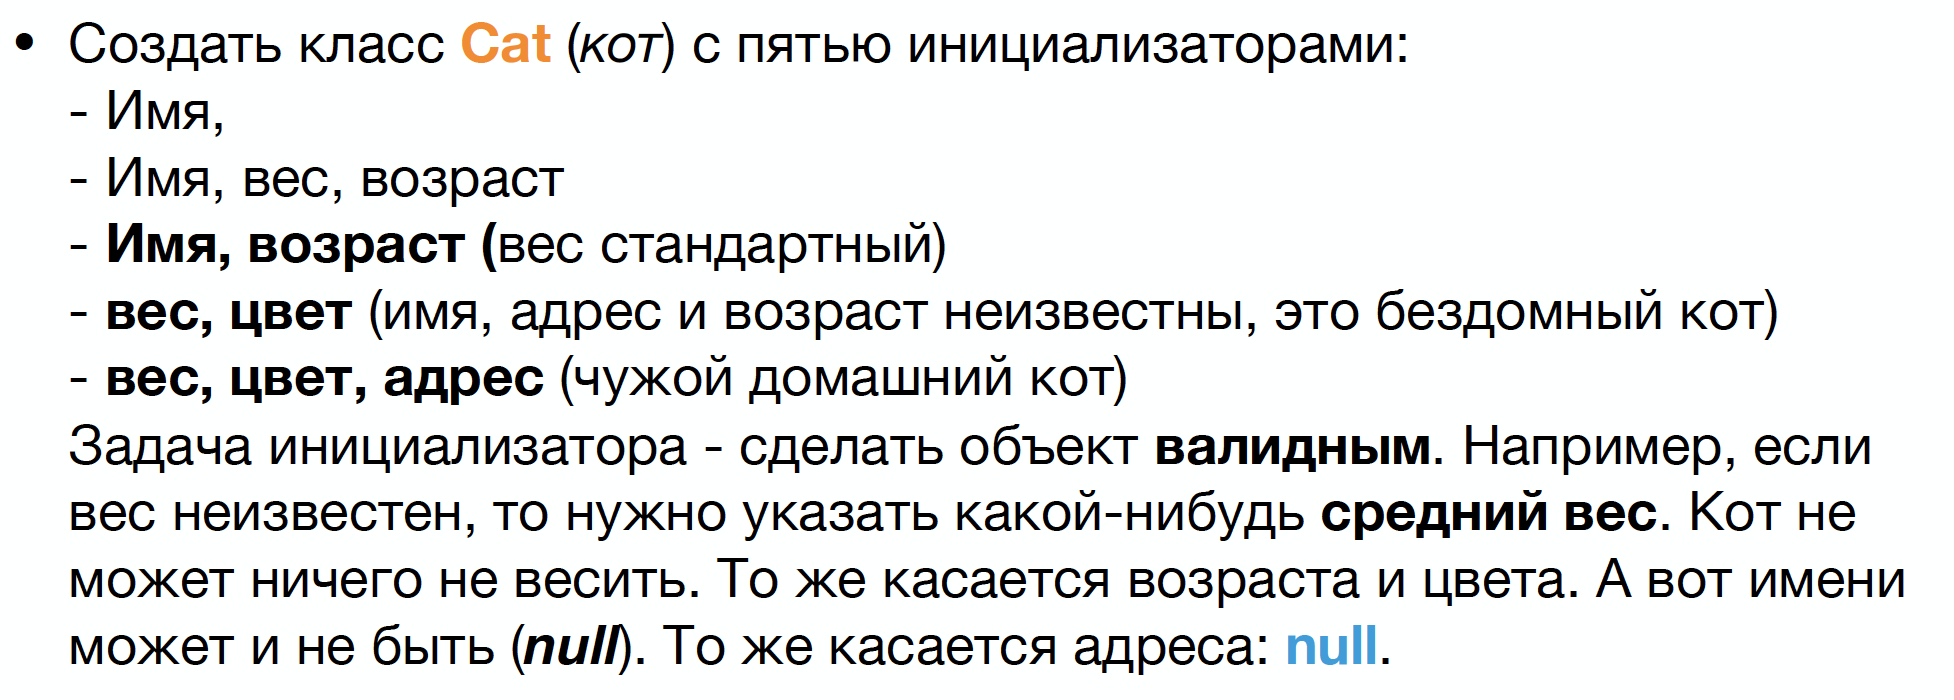 • Создать класс Cat (кот) с пятью инициализаторами:
- Имя,
- Имя, вес, возраст
- Имя, возраст (вес стандартный)
- вес, цвет (имя, адрес и возраст неизвестны, это бездомный кот)
- вес, цвет, адрес (чужой домашний кот)
Задача инициализатора - сделать объект валидным. Например, если
вес неизвестен, то нужно указать какой-нибудь средний вес. Кот не
может ничего не весить. То же касается возраста и цвета. А вот имени
может и не быть (null). То же касается адреса: null.